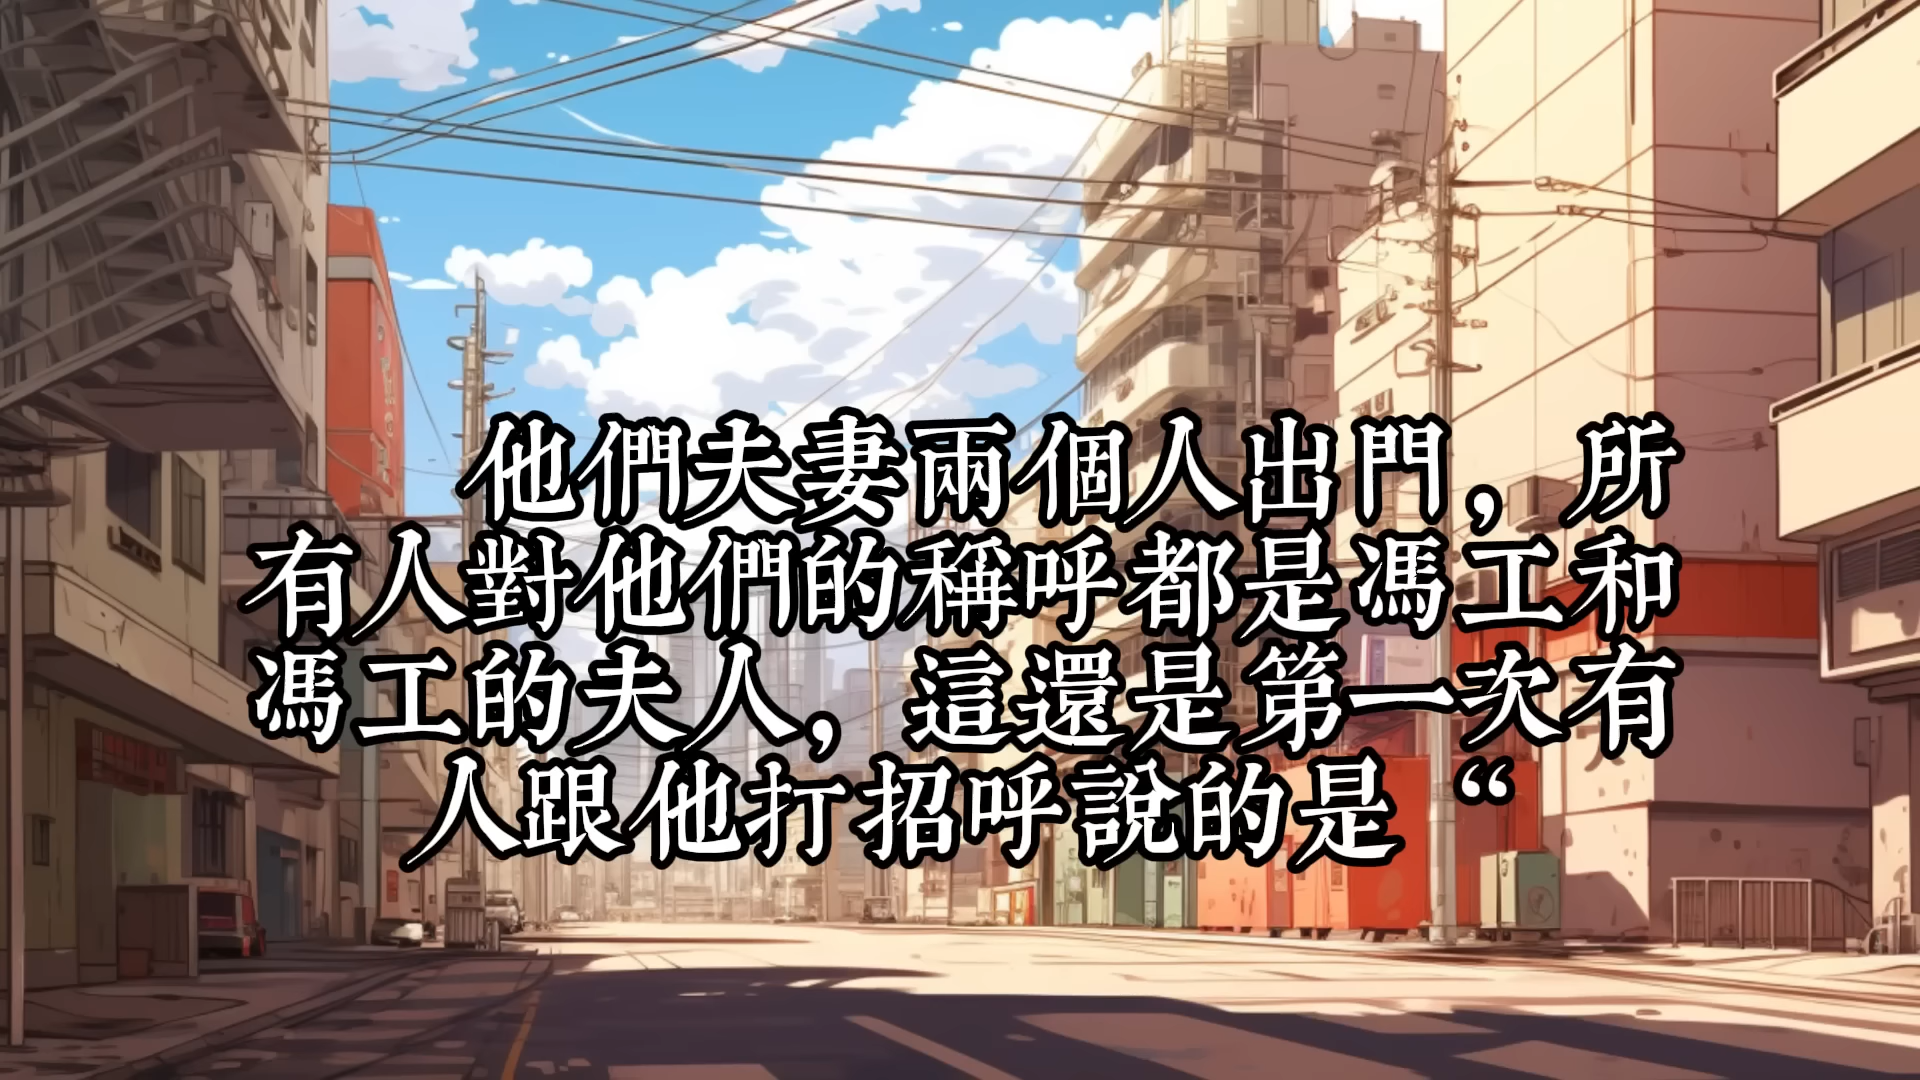 他們夫妻兩個人出門，所
有人對他們的稱呼都是馮工和
馮工的夫人，這還是第一次有
人跟他打招呼說的是“